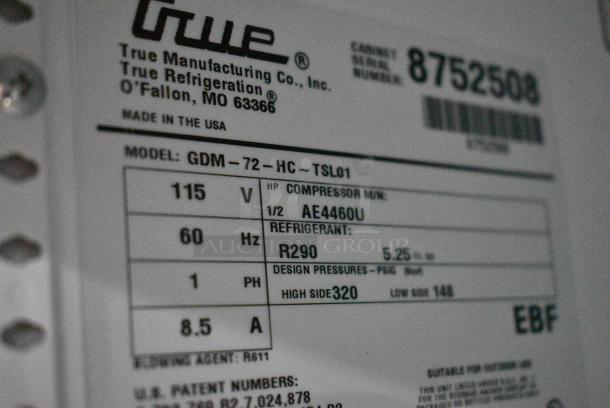 True ®
True Manufacturing Co., Inc.
True Refrigeration ®
O'Fallon, MO 63366
MADE IN THE USA
CABINET SERIAL NUMBER: 8752508
MODEL: GDM-72-HC~TSL01
115 V
60 Hz
1 PH
8.5 A
HP COMPRESSOR M/N:
1/2 AE4460U
REFRIGERANT:
R290 5.25
DESIGN PRESSURES-PSIG
HIGH SIDE 320 LOW SIDE 148
AUCTION GROUP
EBF
BLOWING AGENT: R611
SUITABLE FOR OUTDOOR USE
U.S. PATENT NUMBERS:
R2.7,024,878